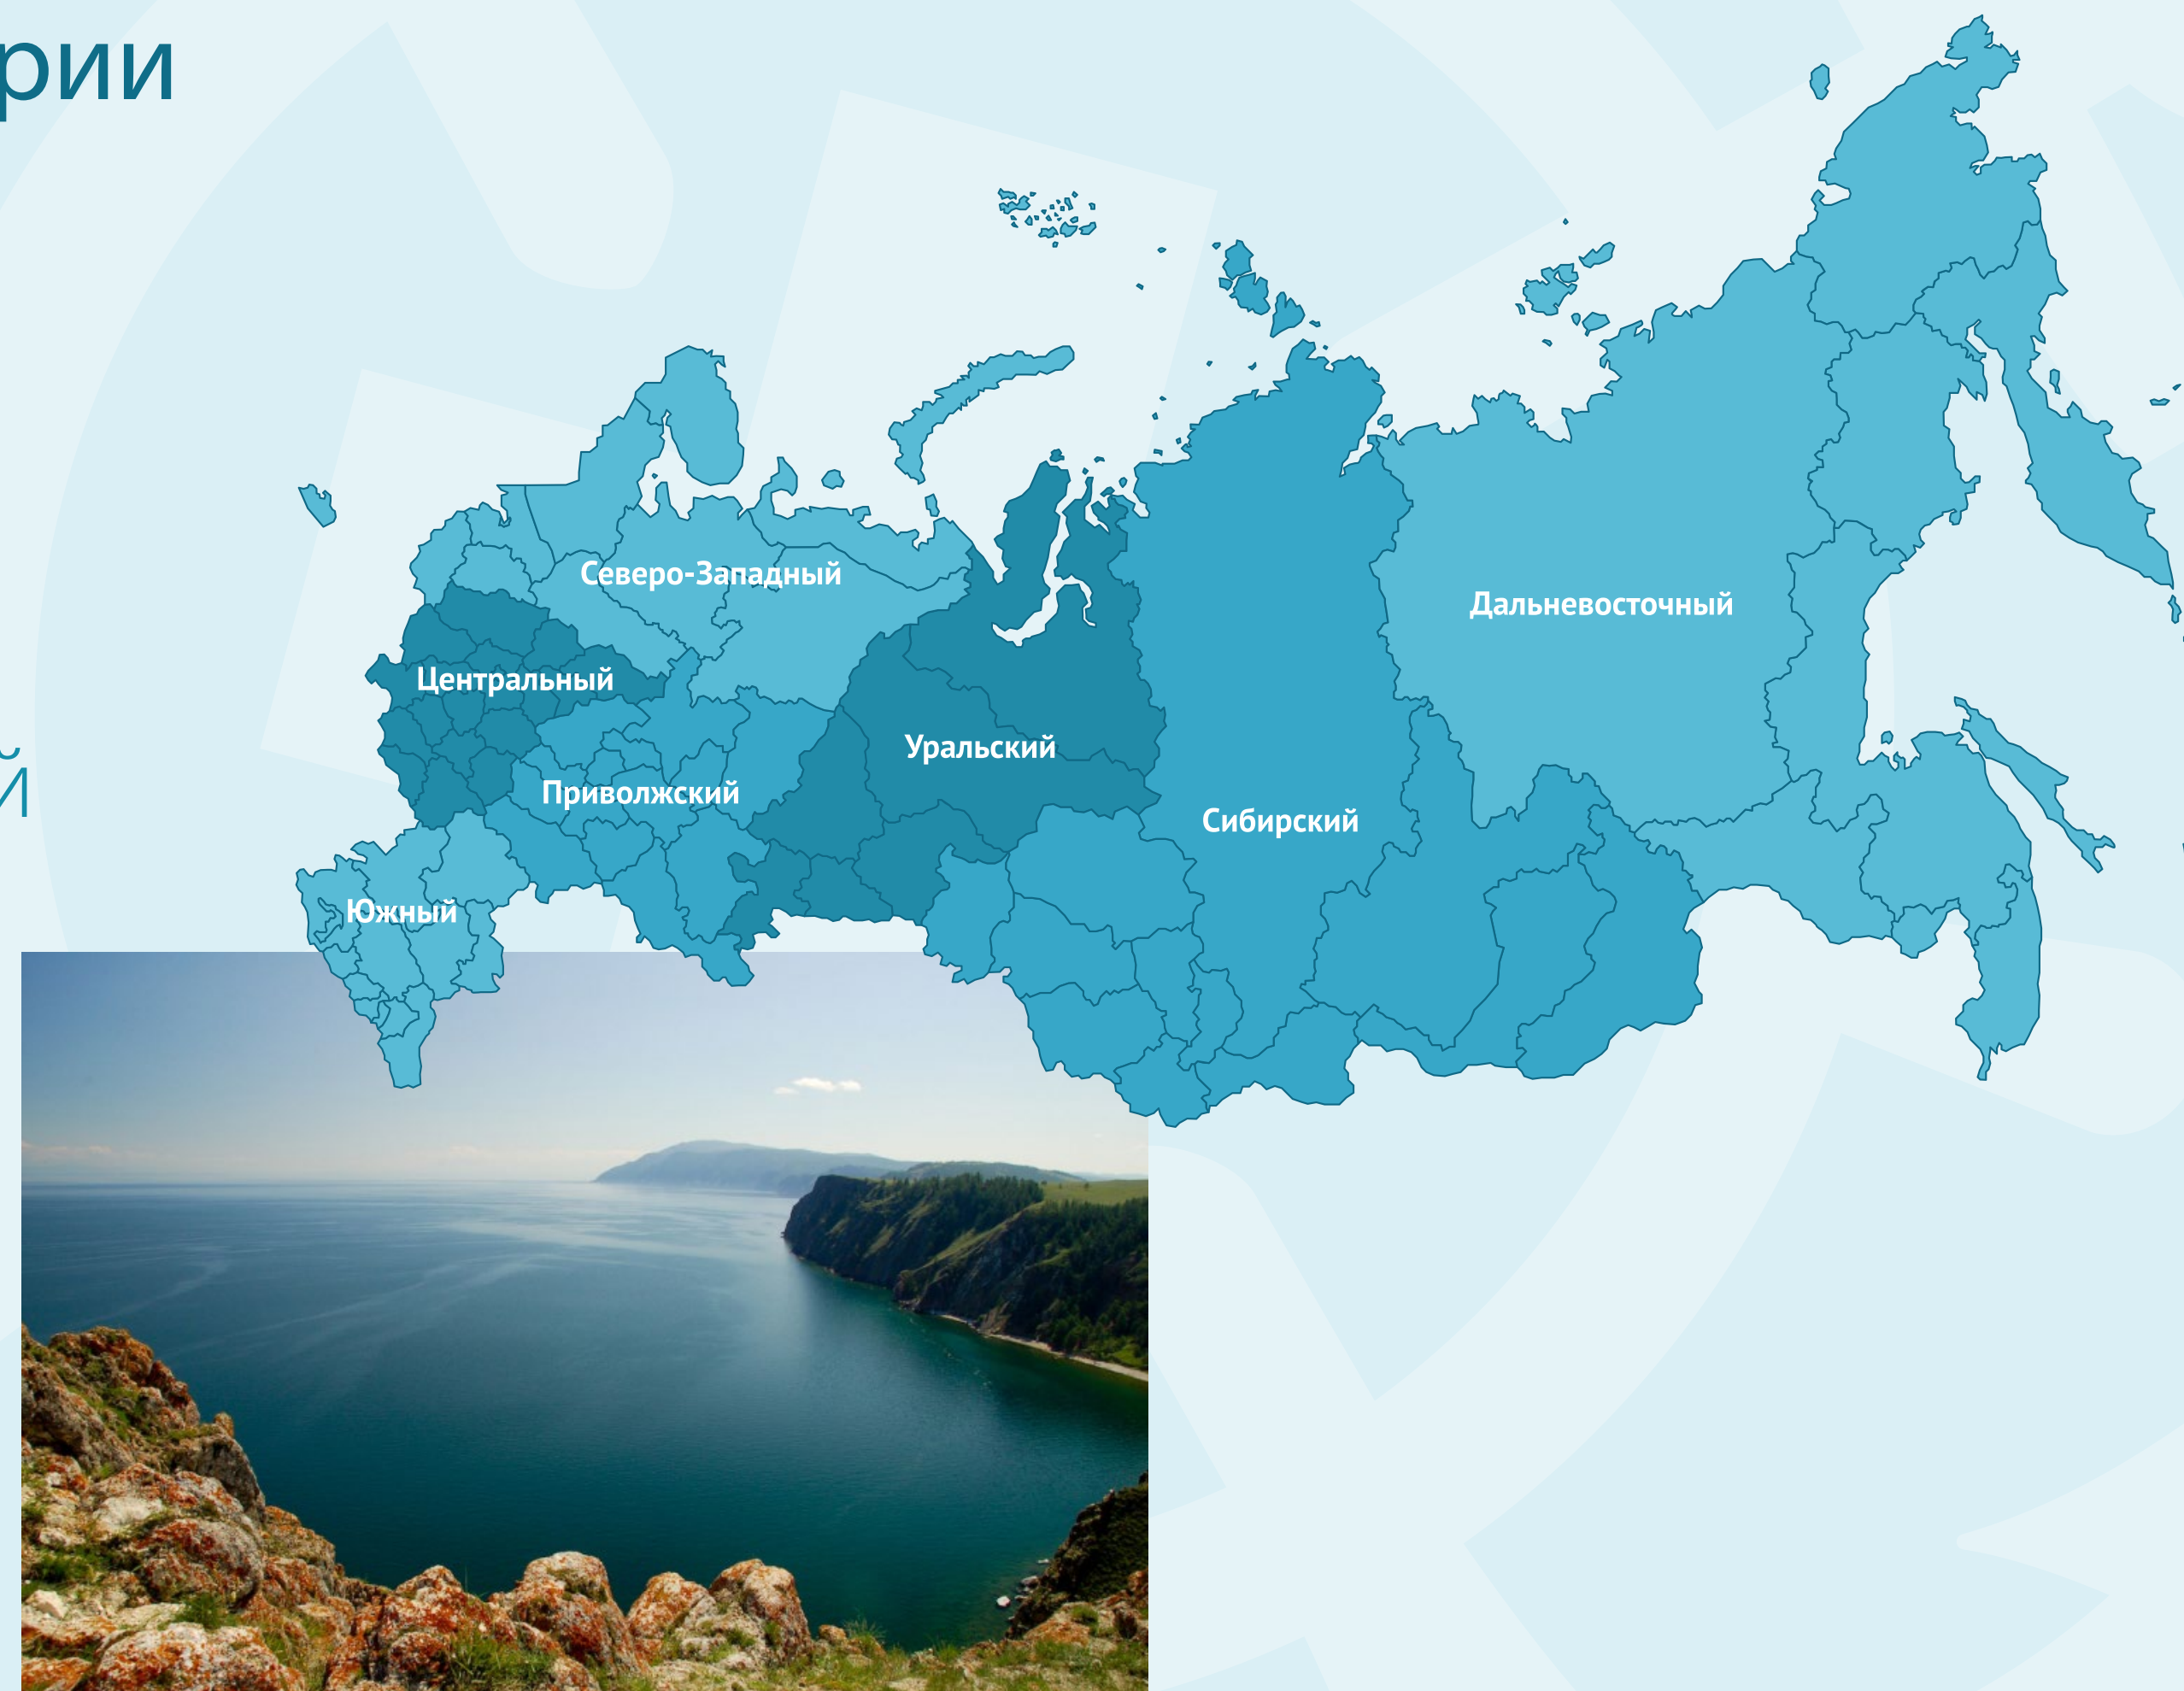 рии
й
Северо-Западный
Дальневосточный
Центральный
Уральский
Приволжский
Сибирский
Южный